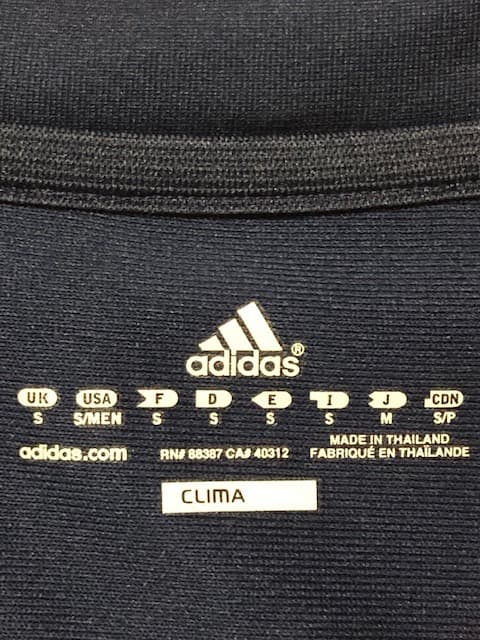 adidas®
UK USA F D E I J CDN
S S/MEN S S S S M S/P
adidas.com RN# 88387 CA# 40312 MADE IN THAILAND
FABRIQUÉ EN THAÏLANDE
CLIMA